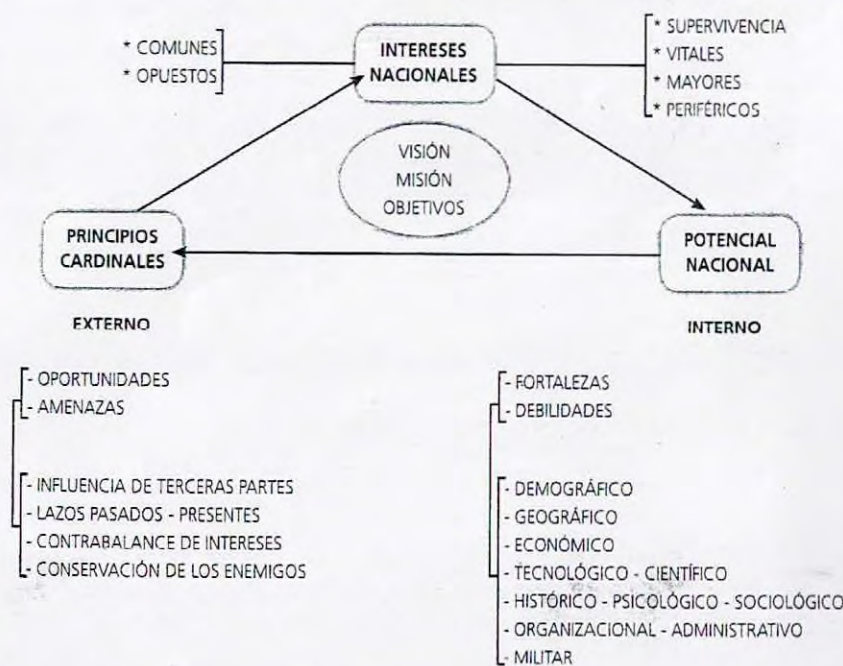 * COMUNES
* OPUESTOS
INTERESES
NACIONALES
* SUPERVIVENCIA
* VITALES
* MAYORES
* PERIFÉRICOS
VISIÓN
MISIÓN
OBJETIVOS
PRINCIPIOS
CARDINALES
POTENCIAL
NACIONAL
EXTERNO
INTERNO
- OPORTUNIDADES
- AMENAZAS
- FORTALEZAS
- DEBILIDADES
- INFLUENCIA DE TERCERAS PARTES
- LAZOS PASADOS - PRESENTES
- CONTRABALANCE DE INTERESES
- CONSERVACIÓN DE LOS ENEMIGOS
- DEMOGRÁFICO
- GEOGRÁFICO
- ECONÓMICO
- TECNOLÓGICO - CIENTÍFICO
- HISTÓRICO - PSICOLÓGICO - SOCIOLÓGICO
- ORGANIZACIONAL - ADMINISTRATIVO
- MILITAR